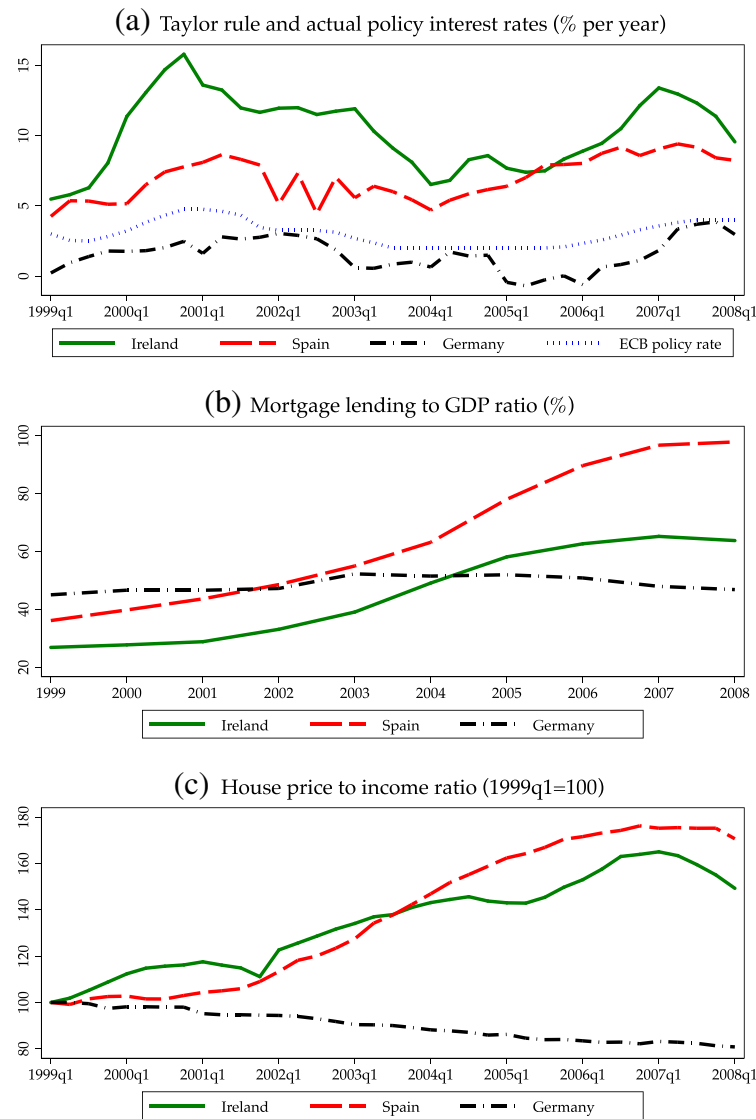 (a) Taylor rule and actual policy interest rates (% per year)
15
10
5
0
1999q1 2000q1 2001q1 2002q1 2003q1 2004q1 2005q1 2006q1 2007q1 2008q1
Ireland Spain Germany ECB policy rate
(b) Mortgage lending to GDP ratio (%)
100
80
60
40
20
1999 2000 2001 2002 2003 2004 2005 2006 2007 2008
Ireland Spain Germany
(c) House price to income ratio (1999q1=100)
180
160
140
120
100
80
1999q1 2000q1 2001q1 2002q1 2003q1 2004q1 2005q1 2006q1 2007q1 2008q1
Ireland Spain Germany